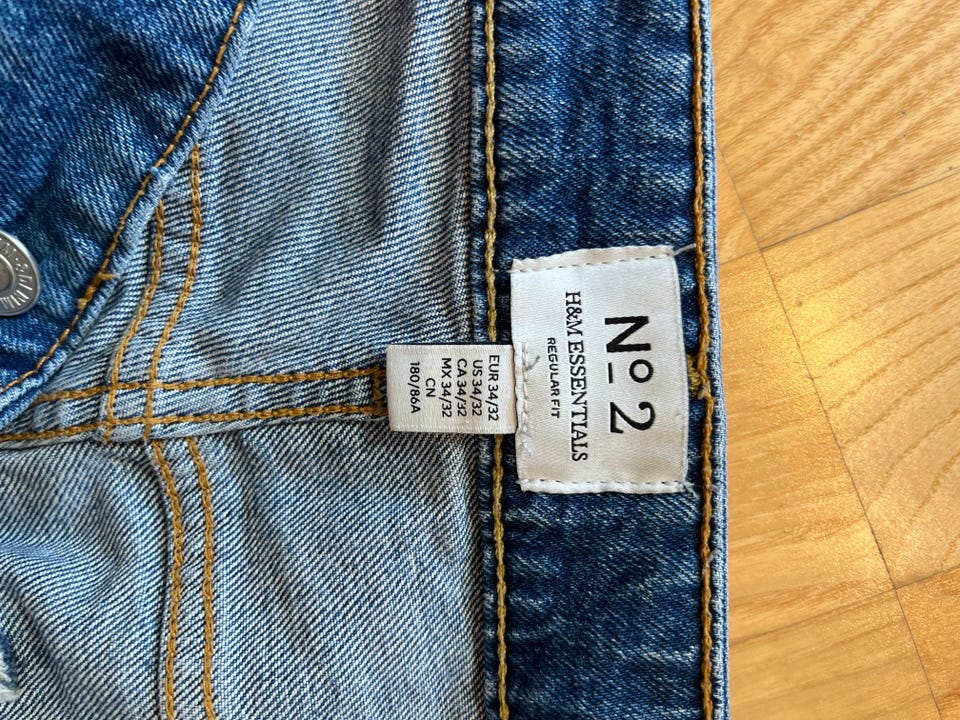 Nº 2
H&M ESSENTIALS
REGULAR FIT
EUR 34/32
US 34/32
CA 34/32
MX 34/32
CN
180/86A